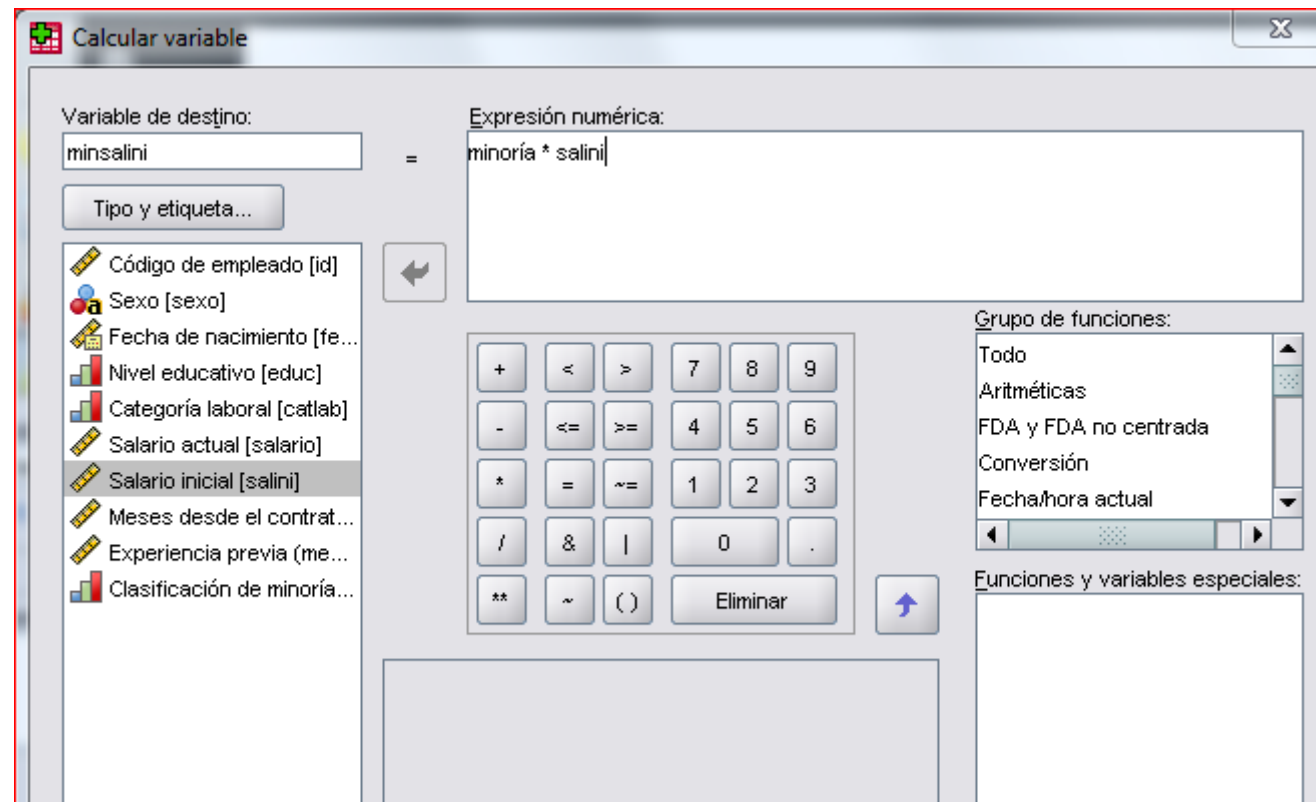 Calcular variable
Variable de destino:
minsalini
=
Expresión numérica:
minoría * salini
Tipo y etiqueta...
Código de empleado [id]
a Sexo [sexo]
Fecha de nacimiento [fe...
Nivel educativo [educ]
Categoría laboral [catlab]
Salario actual [salario]
Salario inicial [salini]
Meses desde el contrat...
Experiencia previa (me...
Clasificación de minoría...
+ < > 7 8 9
- <= >= 4 5 6
* = ~= 1 2 3
/ & | 0 .
** ~ ( ) Eliminar
Grupo de funciones:
Todo
Aritméticas
FDA y FDA no centrada
Conversión
Fecha/hora actual
Funciones y variables especiales: